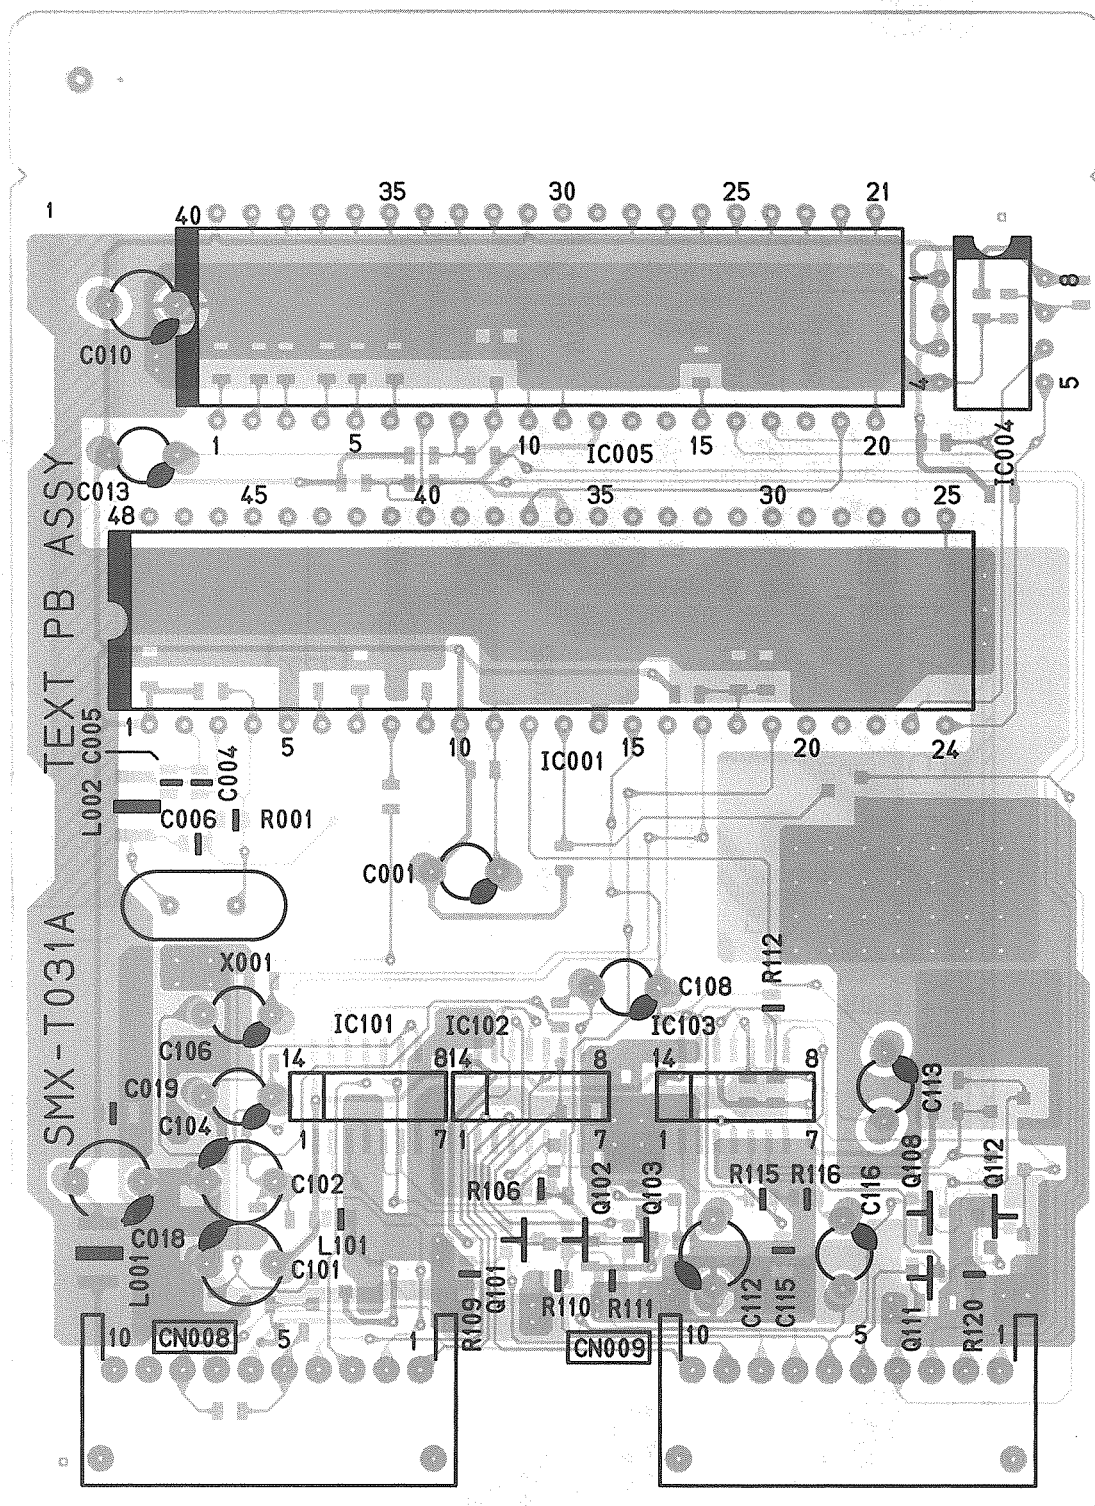 1
40
35
30
25
21
1
8
C010
4
5
1
5
10
15
20
IC005
IC004
C013
48
45
40
35
30
25
SMX-T031A TEXT PB ASSY
1
5
10
15
20
24
IC001
L002
C005
C004
C006
R001
C001
X001
R112
C108
IC101
IC102
IC103
C106
14
8
14
8
14
8
C113
C019
C104
1
7
1
7
1
7
C102
R106
Q102
Q103
R115
R116
C116
Q108
Q112
C018
L101
C101
L001
R109
Q101
R110
R111
C112
C115
Q111
R120
10
CN008
5
1
CN009
10
5
1